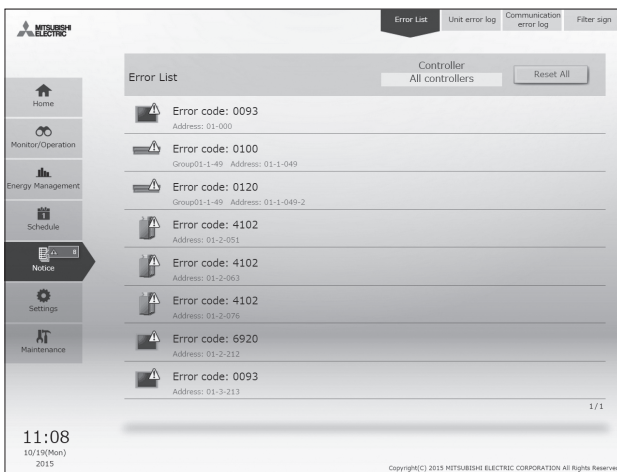 MITSUBISHI
ELECTRIC
Error List
Unit error log
Communication
error log
Filter sign
Error List
Controller
All controllers
Reset All
Home
Monitor/Operation
Energy Management
1
Schedule
8
Notice
Settings
Maintenance
Error code: 0093
Address: 01-000
Error code: 0100
Group01-1-49 Address: 01-1-049
Error code: 0120
Group01-1-49 Address: 01-1-049-2
Error code: 4102
Address: 01-2-051
Error code: 4102
Address: 01-2-063
Error code: 4102
Address: 01-2-076
Error code: 6920
Address: 01-2-212
Error code: 0093
Address: 01-3-213
1/1
11:08
10/19(Mon)
2015
Copyright(C) 2015 MITSUBISHI ELECTRIC CORPORATION All Rights Reserve